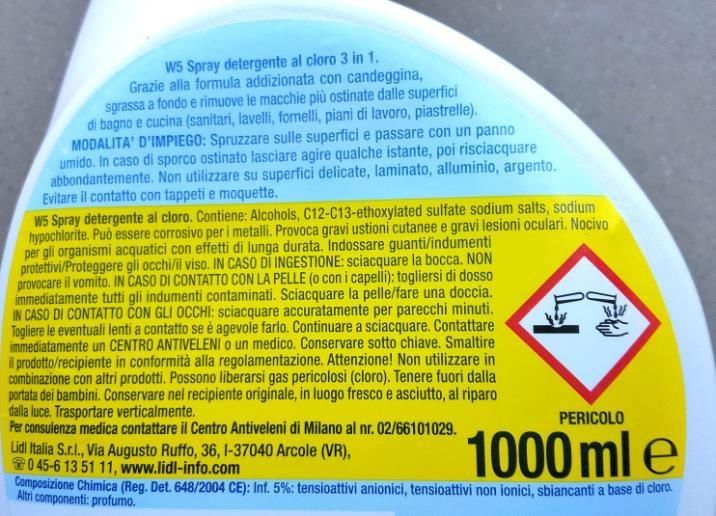 W5 Spray detergente al cloro 3 in 1.
Grazie alla formula addizionata con candeggina,
sgrassa a fondo e rimuove le macchie più ostinate dalle superfici
di bagno e cucina (sanitari, lavelli, fornelli, piani di lavoro, piastrelle).
MODALITA' D'IMPIEGO: Spruzzare sulle superfici e passare con un panno
umido. In caso di sporco ostinato lasciare agire qualche istante, poi risciacquare
abbondantemente. Non utilizzare su superfici delicate, laminato, alluminio, argento.
Evitare il contatto con tappeti e moquette.
W5 Spray detergente al cloro. Contiene: Alcohols, C12-C13-ethoxylated sulfate sodium salts, sodium
hypochlorite. Può essere corrosivo per i metalli. Provoca gravi ustioni cutanee e gravi lesioni oculari. Nocivo
per gli organismi acquatici con effetti di lunga durata. Indossare guanti/indumenti
protettivi/Proteggere gli occhi/il viso. IN CASO DI INGESTIONE: sciacquare la bocca. NON
provocare il vomito. IN CASO DI CONTATTO CON LA PELLE (o con i capelli): togliersi di dosso
immediatamente tutti gli indumenti contaminati. Sciacquare la pelle/fare una doccia.
IN CASO DI CONTATTO CON GLI OCCHI: sciacquare accuratamente per parecchi minuti.
Togliere le eventuali lenti a contatto se è agevole farlo. Continuare a sciacquare. Contattare
immediatamente un CENTRO ANTIVELENI o un medico. Conservare sotto chiave. Smaltire
il prodotto/recipiente in conformità alla regolamentazione. Attenzione! Non utilizzare in
combinazione con altri prodotti. Possono liberarsi gas pericolosi (cloro). Tenere fuori dalla
portata dei bambini. Conservare nel recipiente originale, in luogo fresco e asciutto, al riparo
dalla luce. Trasportare verticalmente.
Per consulenza medica contattare il Centro Antiveleni di Milano al nr. 02/66101029.
Lidl Italia S.r.l., Via Augusto Ruffo, 36, I-37040 Arcole (VR),
☏ 0 45-6 13 51 11, www.lidl-info.com
PERICOLO
1000 ml e
Composizione Chimica (Reg. Det. 648/2004 CE): Inf. 5%: tensioattivi anionici, tensioattivi non ionici, sbiancanti a base di cloro.
Altri componenti: profumo.